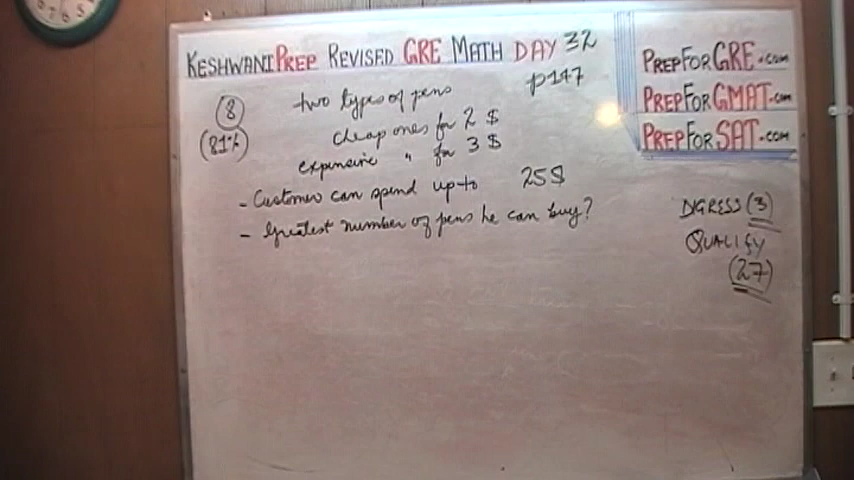 KESHWANIPREP REVISED GRE MATH DAY 32
p147
8
(81%)
two types of pens
cheap ones for 2 $
expensive " for 3 $
- Customer can spend up to 25$
- Greatest number of pens he can buy?
PREPFORGRE.com
PREPFORGMAT.com
PREPFORSAT.com
DIGRESS (3)
QUALIFY
(27)